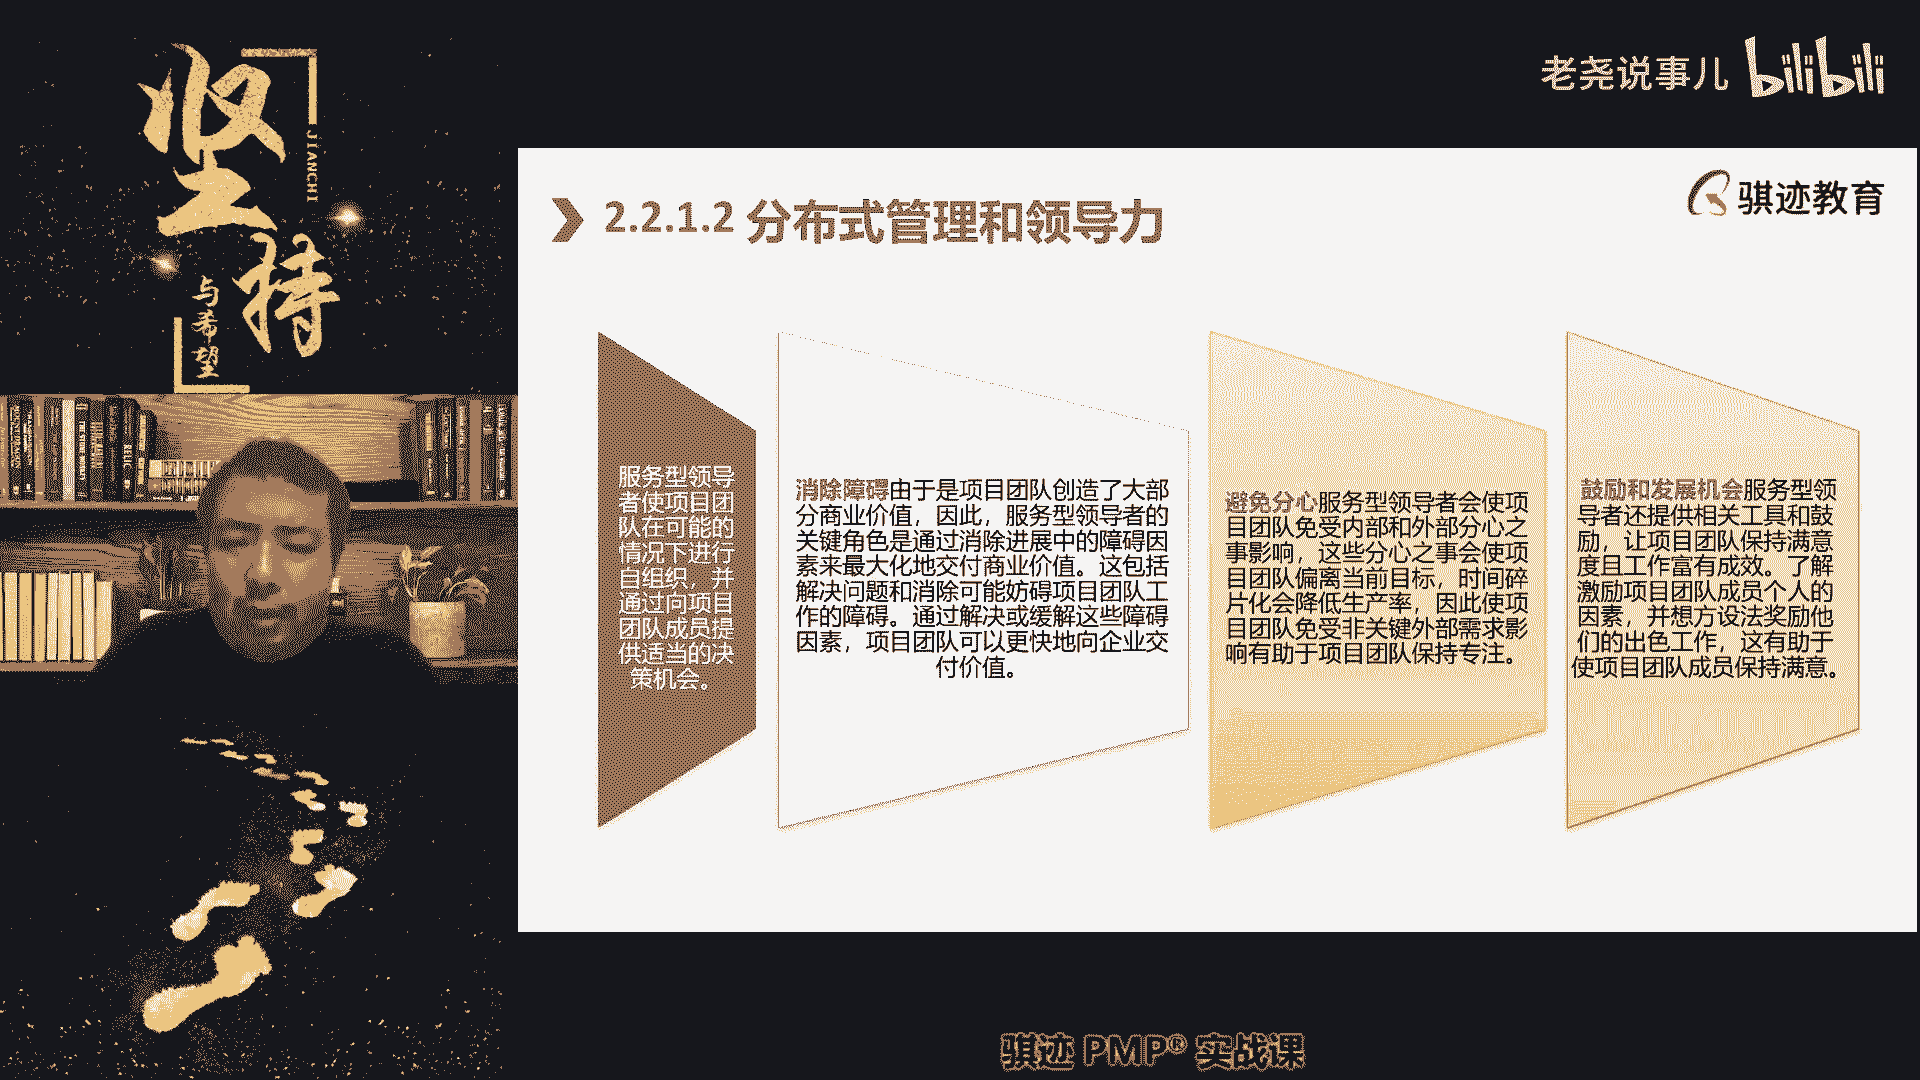 坚持
JIANCHI
与希望
老尧说事儿 bilibili
骐迹教育
2.2.1.2 分布式管理和领导力
服务型领导
者使项目团
队在可能的
情况下进行
自组织，并
通过向项目
团队成员提
供适当的决
策机会。
消除障碍由于是项目团队创造了大部
分商业价值，因此，服务型领导者的
关键角色是通过消除进展中的障碍因
素来最大化地交付商业价值。这包括
解决问题和消除可能妨碍项目团队工
作的障碍。通过解决或缓解这些障碍
因素，项目团队可以更快地向企业交
付价值。
避免分心服务型领导者会使项
目团队免受内部和外部分心之
事影响，这些分心之事会使项
目团队偏离当前目标，时间碎
片化会降低生产率，因此使项
目团队免受非关键外部需求影
响有助于项目团队保持专注。
鼓励和发展机会服务型领
导者还提供相关工具和鼓
励，让项目团队保持满意
度且工作富有成效。了解
激励项目团队成员个人的
因素，并想方设法奖励他
们的出色工作，这有助于
使项目团队成员保持满意。
骐迹 PMP® 实战课